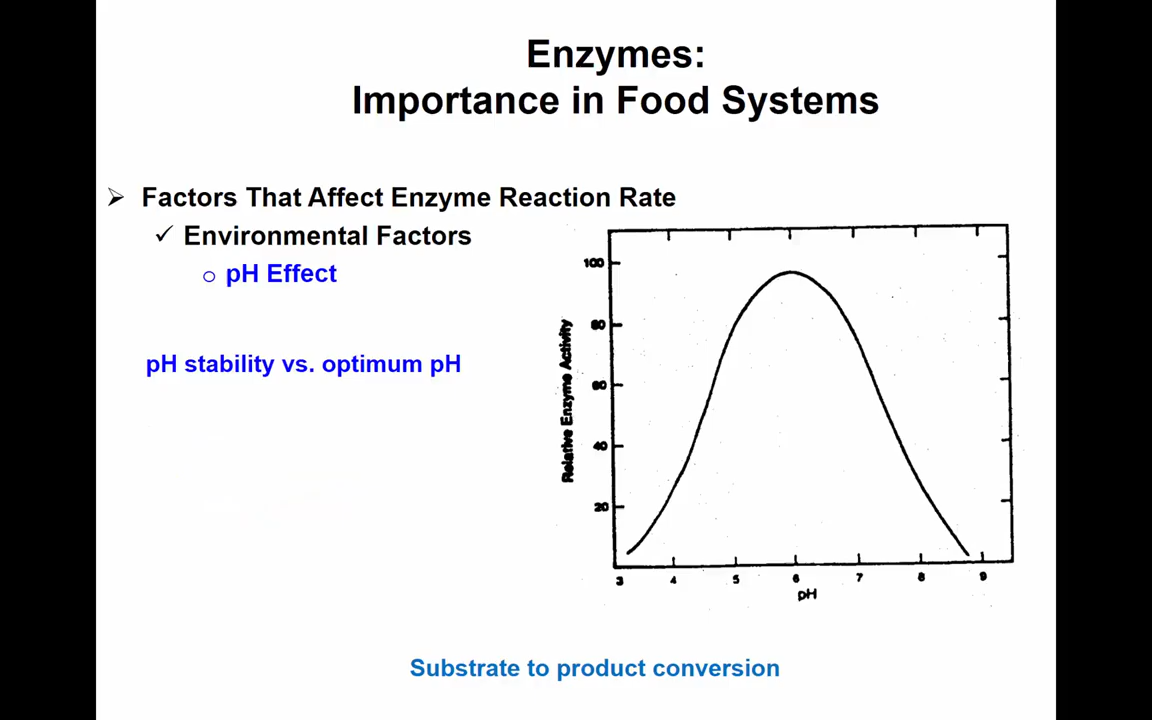 Enzymes:
Importance in Food Systems
Factors That Affect Enzyme Reaction Rate
Environmental Factors
pH Effect
pH stability vs. optimum pH
Relative Enzyme Activity
100
80
60
40
20
3 4 5 6 7 8 9
pH
Substrate to product conversion